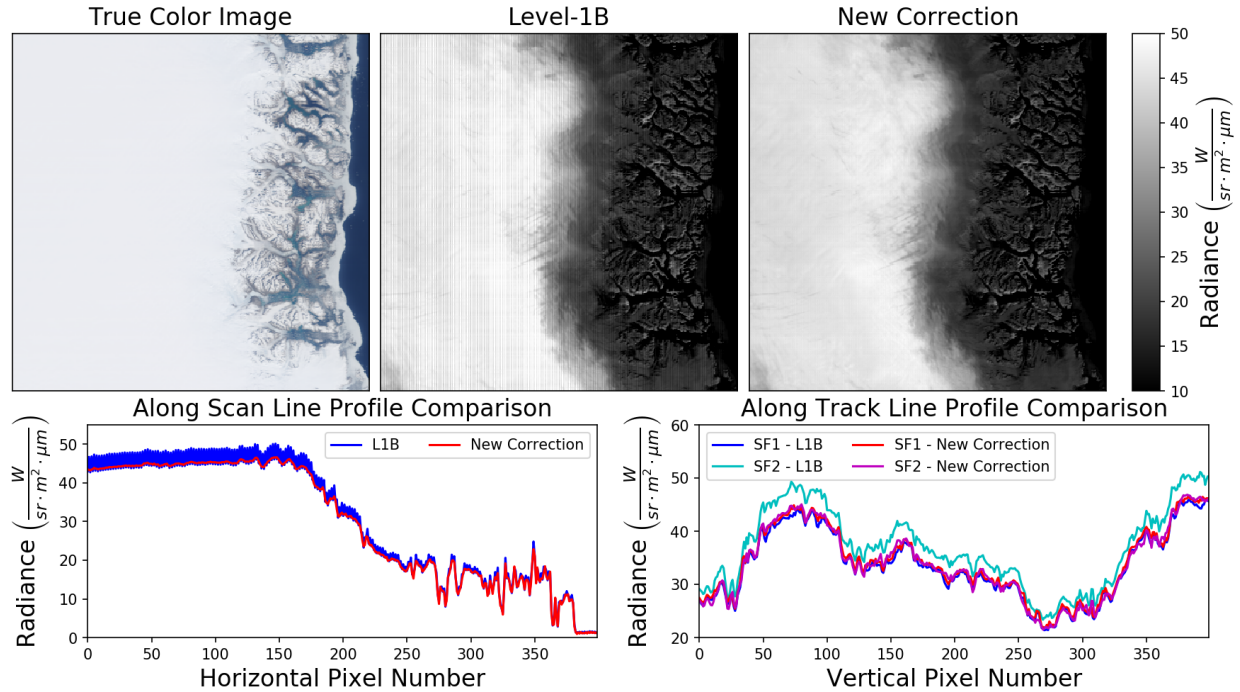 True Color Image
Level-1B
New Correction
50
45
40
35
30
25
20
15
10
Radiance (W / sr · m² · μm)
Along Scan Line Profile Comparison
Radiance (W / sr · m² · μm)
50
40
30
20
10
0
L1B
New Correction
0
50
100
150
200
250
300
350
Horizontal Pixel Number
Along Track Line Profile Comparison
Radiance (W / sr · m² · μm)
60
50
40
30
20
SF1 - L1B
SF2 - L1B
SF1 - New Correction
SF2 - New Correction
0
50
100
150
200
250
300
350
Vertical Pixel Number